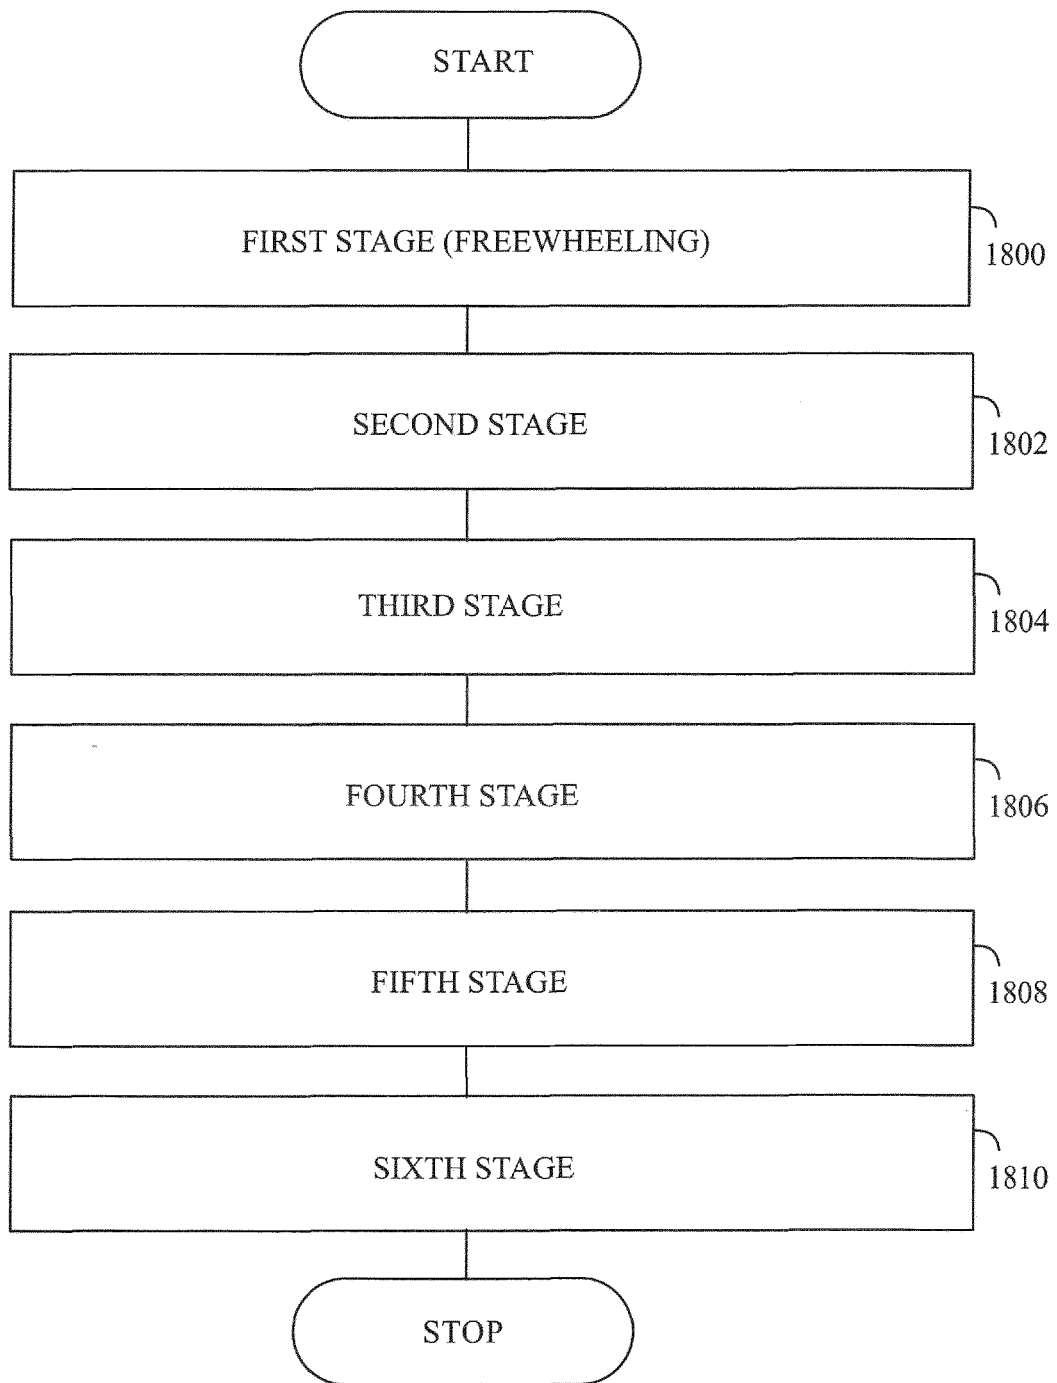 START
FIRST STAGE (FREEWHEELING)
1800
SECOND STAGE
1802
THIRD STAGE
1804
FOURTH STAGE
1806
FIFTH STAGE
1808
SIXTH STAGE
1810
STOP